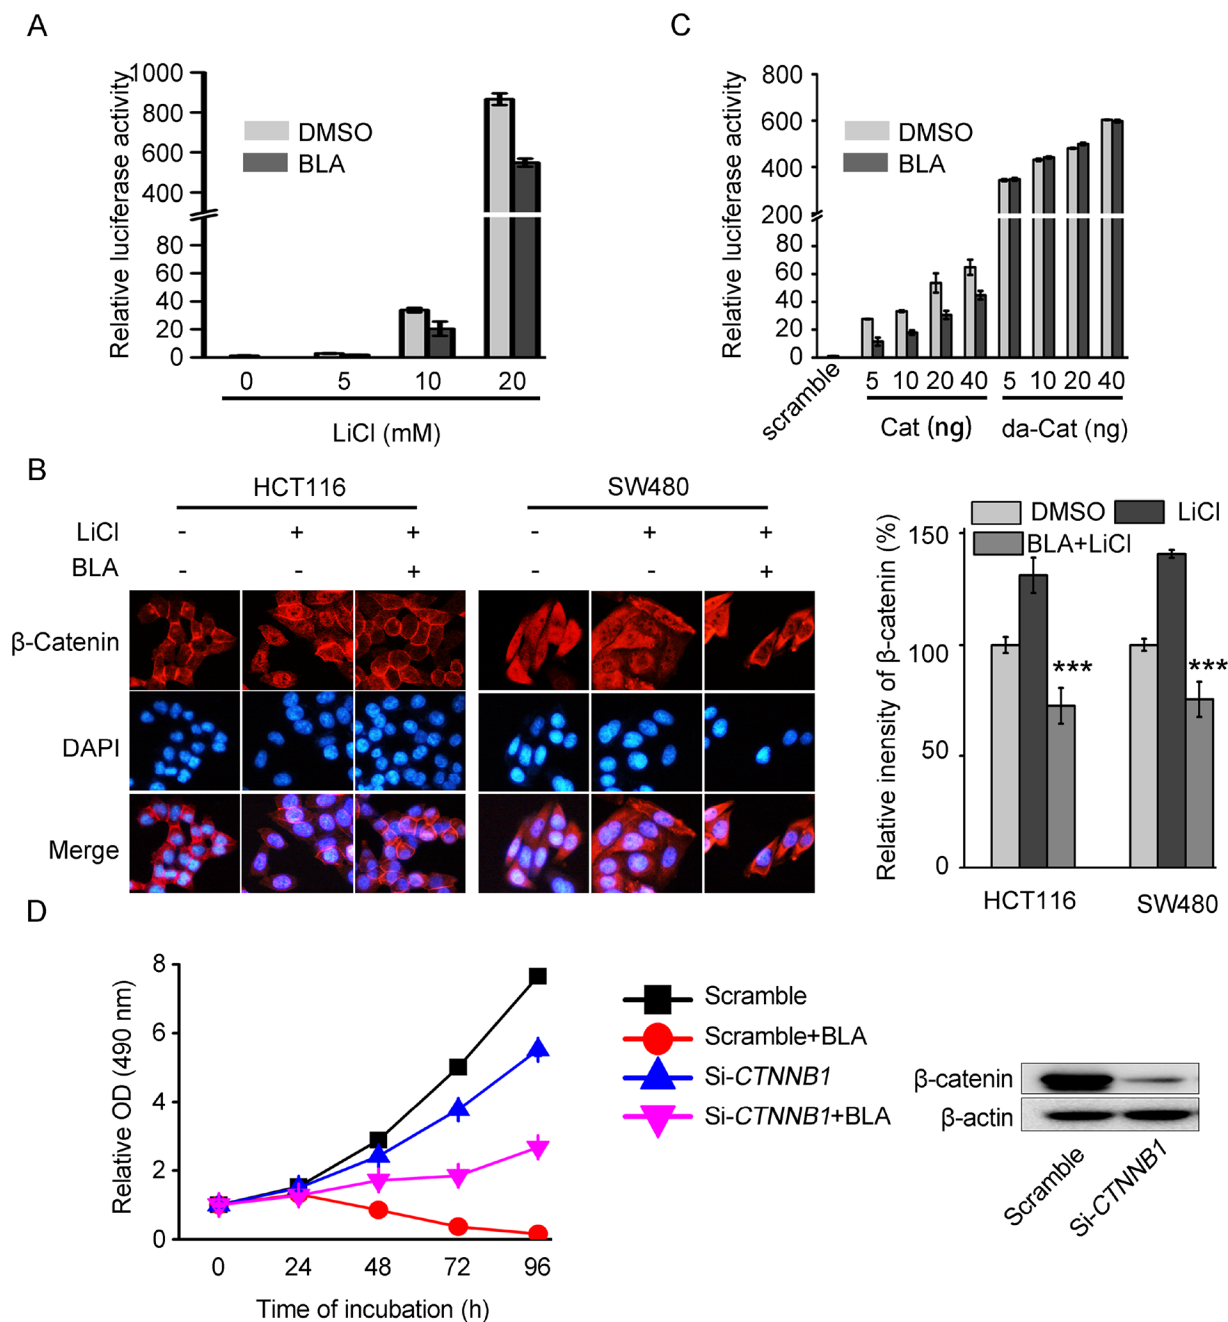 A
Relative luciferase activity
1000
800
600
400
80
60
40
20
0
DMSO
BLA
0 5 10 20
LiCl (mM)
C
Relative luciferase activity
800
600
400
200
80
60
40
20
0
DMSO
BLA
scramble
5 10 20 40 5 10 20 40
Cat (ng) da-Cat (ng)
B
HCT116 SW480
LiCl - + + - + +
BLA - - + - - +
β-Catenin
DAPI
Merge
Relative inensity of β-catenin (%)
150
100
50
0
DMSO LiCl
BLA+LiCl
*** ***
HCT116 SW480
D
Relative OD (490 nm)
8
6
4
2
0
0 24 48 72 96
Time of incubation (h)
Scramble
Scramble+BLA
Si-CTNNB1
Si-CTNNB1+BLA
β-catenin
β-actin
Scramble
Si-CTNNB1